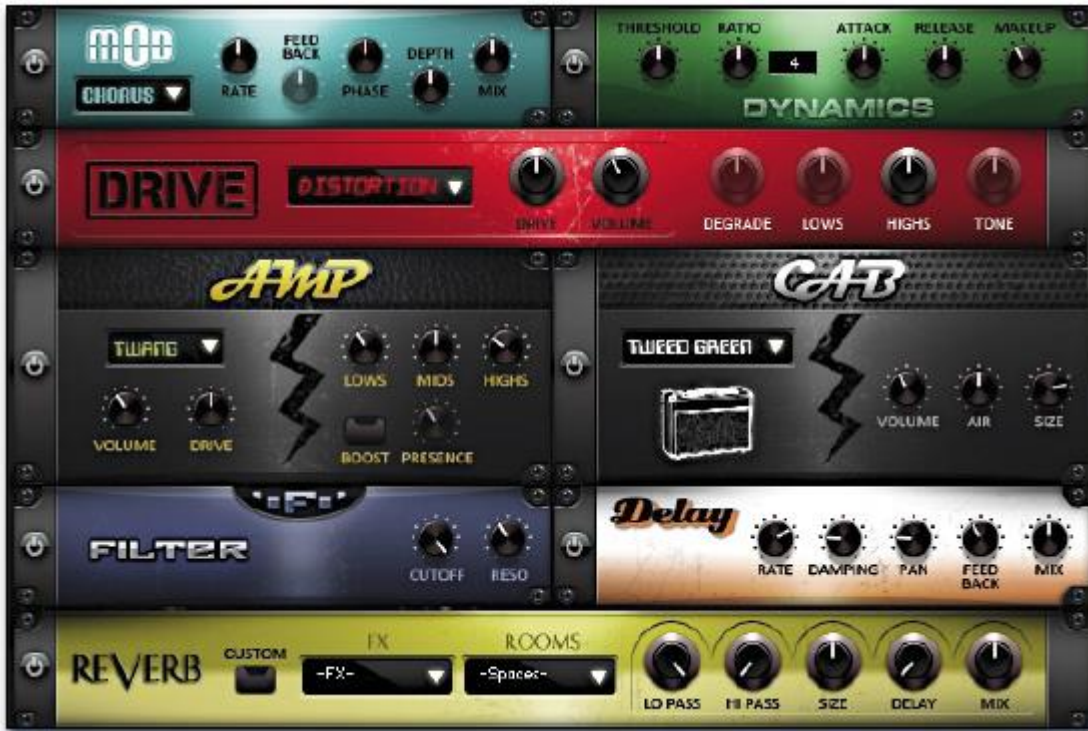 MOD
CHORUS
RATE
FEED
BACK
PHASE
DEPTH
MIX
THRESHOLD RATIO ATTACK RELEASE MAKEUP
4
DYNAMICS
DRIVE
DISTORTION
DRIVE VOLUME DEGRADE LOWS HIGHS TONE
AMP
TWANG
LOWS MIDS HIGHS
VOLUME DRIVE
BOOST PRESENCE
CAB
TWEED GREEN
VOLUME AIR SIZE
F
FILTER
CUTOFF RESO
Delay
RATE DAMPING PAN FEED
BACK
MIX
REVERB
CUSTOM
FX
-FX-
ROOMS
-Spaces-
LO PASS HI PASS SIZE DELAY MIX